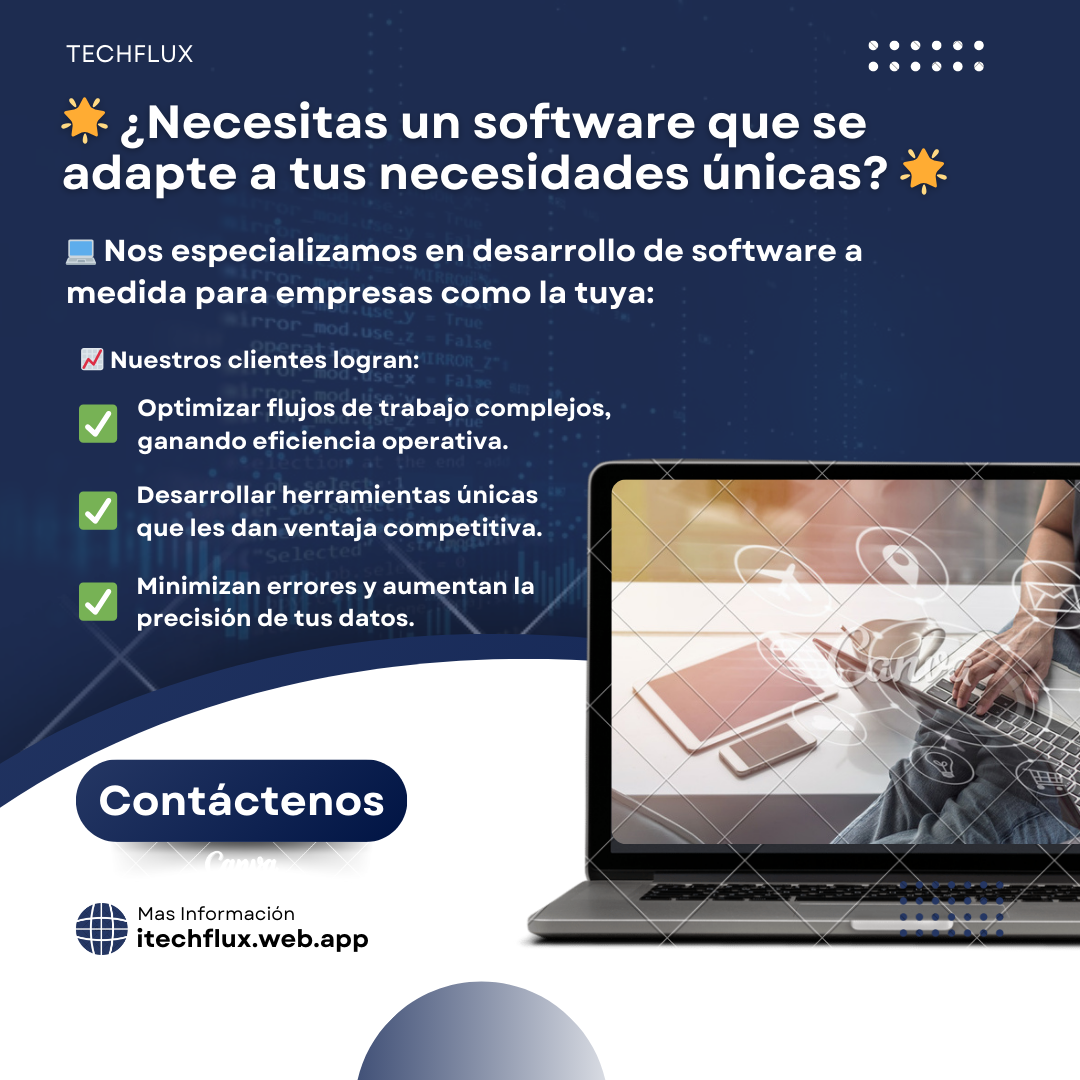 TECHFLUX
🌟 ¿Necesitas un software que se
adapte a tus necesidades únicas? 🌟
💻 Nos especializamos en desarrollo de software a
medida para empresas como la tuya:
📈 Nuestros clientes logran:
✅ Optimizar flujos de trabajo complejos,
ganando eficiencia operativa.
✅ Desarrollar herramientas únicas
que les dan ventaja competitiva.
✅ Minimizan errores y aumentan la
precisión de tus datos.
Canva
Contáctenos
Canva
Mas Información
itechflux.web.app